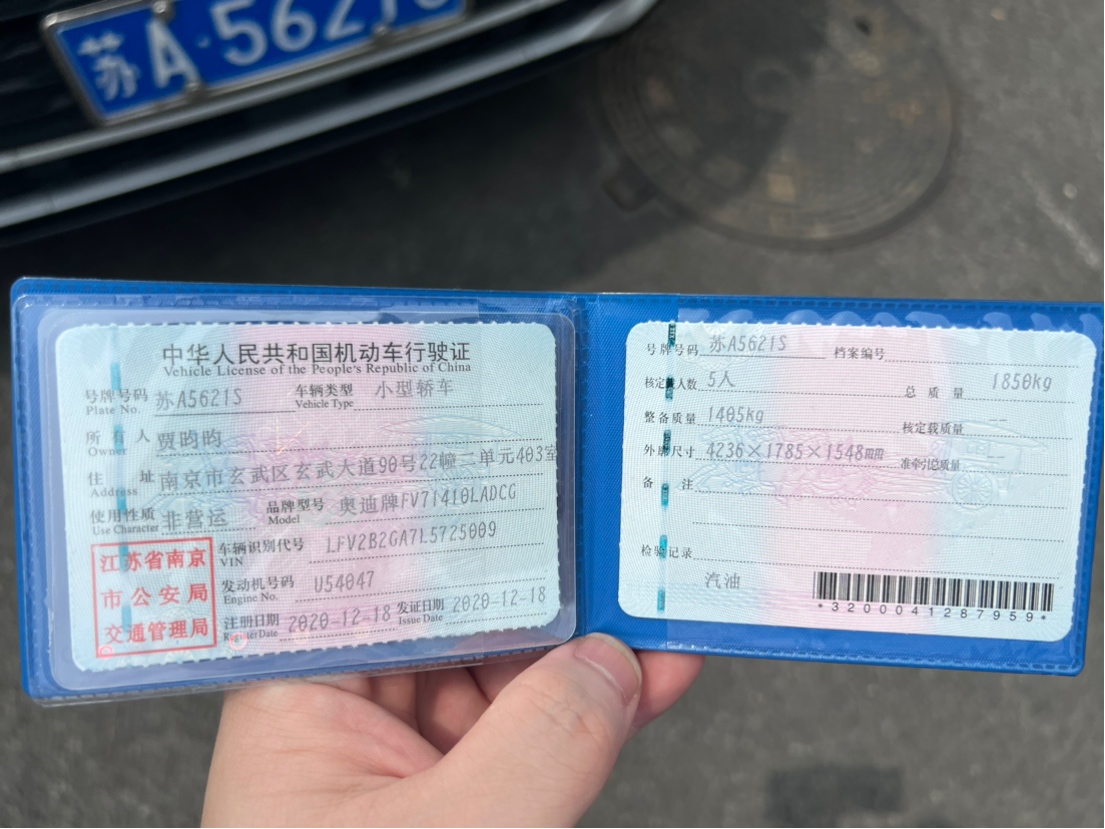 苏A·5621
中华人民共和国机动车行驶证
Vehicle License of the People's Republic of China
号牌号码 苏A5621S 车辆类型 小型轿车
Plate No. Vehicle Type
所有人 贾昀昀
Owner
住址 南京市玄武区玄武大道90号22幢二单元403室
Address
使用性质 非营运 品牌型号 奥迪牌FV71410LADCG
Use Character Model
江苏省南京
市公安局
交通管理局
车辆识别代号 LFV2B2GA7L5725009
VIN
发动机号码 U54047
Engine No.
注册日期 2020-12-18 发证日期 2020-12-18
Register Date Issue Date
号牌号码 苏A5621S 档案编号
核定载人数 5人 总质量 1850kg
整备质量 1405kg 核定载质量 --
外廓尺寸 4236×1785×1548mm 准牵引总质量 --
备注
检验记录
汽油
*3200041287959*